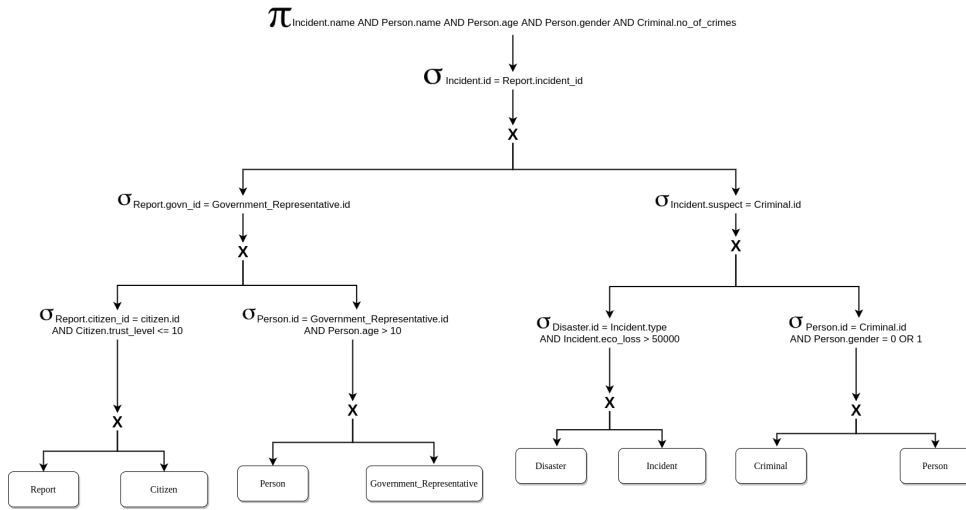 π Incident.name AND Person.name AND Person.age AND Person.gender AND Criminal.no_of_crimes
σ Incident.id = Report.incident_id
X
σ Report.govn_id = Government_Representative.id
σ Incident.suspect = Criminal.id
X
X
σ Report.citizen_id = citizen.id
AND Citizen.trust_level <= 10
σ Person.id = Government_Representative.id
AND Person.age > 10
σ Disaster.id = Incident.type
AND Incident.eco_loss > 50000
σ Person.id = Criminal.id
AND Person.gender = 0 OR 1
X
X
X
X
Report
Citizen
Person
Government_Representative
Disaster
Incident
Criminal
Person